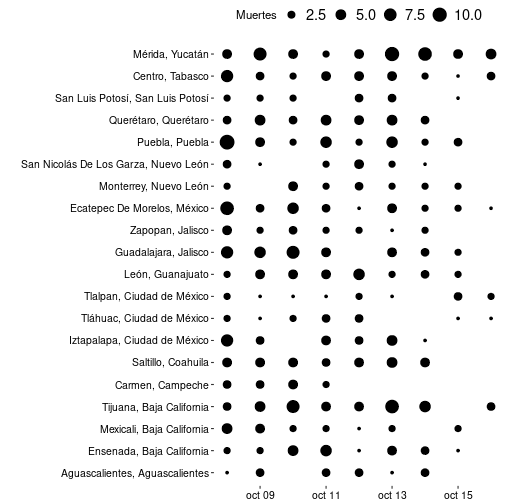 Muertes 2.5 5.0 7.5 10.0
Mérida, Yucatán
Centro, Tabasco
San Luis Potosí, San Luis Potosí
Querétaro, Querétaro
Puebla, Puebla
San Nicolás De Los Garza, Nuevo León
Monterrey, Nuevo León
Ecatepec De Morelos, México
Zapopan, Jalisco
Guadalajara, Jalisco
León, Guanajuato
Tlalpan, Ciudad de México
Tláhuac, Ciudad de México
Iztapalapa, Ciudad de México
Saltillo, Coahuila
Carmen, Campeche
Tijuana, Baja California
Mexicali, Baja California
Ensenada, Baja California
Aguascalientes, Aguascalientes
oct 09 oct 11 oct 13 oct 15